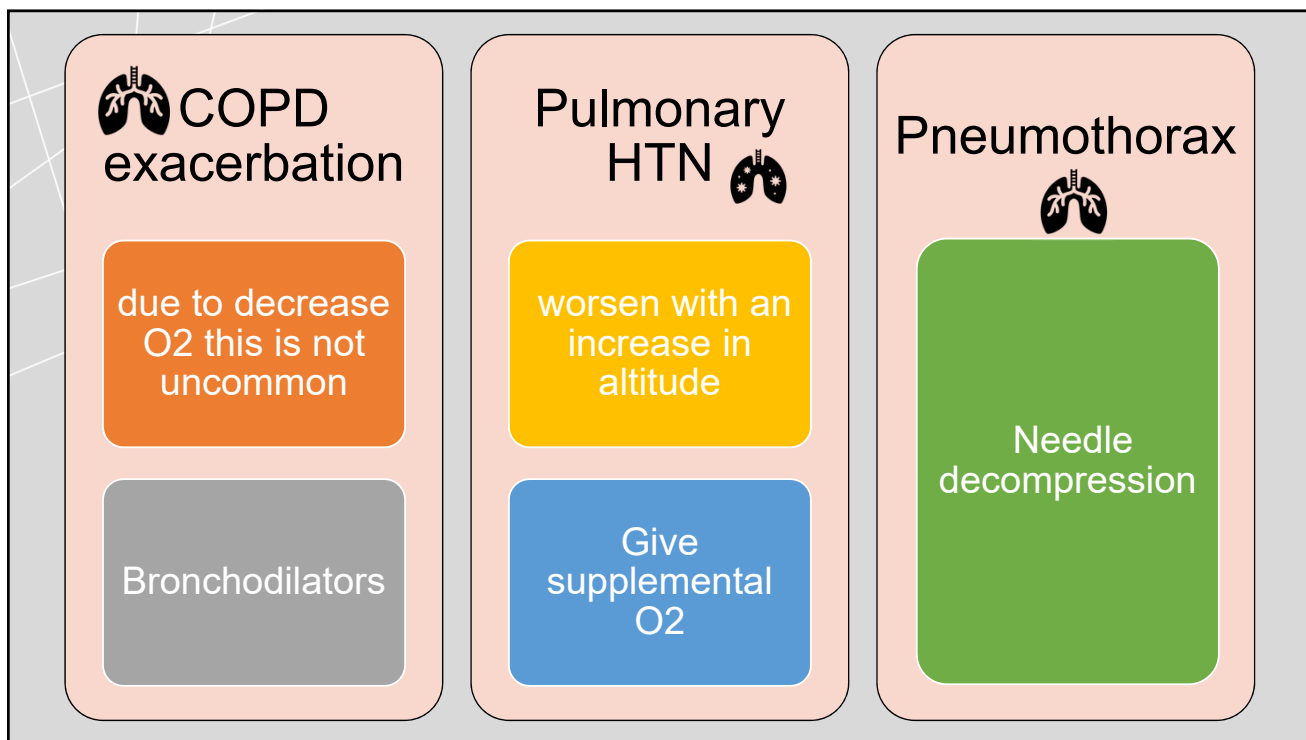 COPD
exacerbation
due to decrease
O2 this is not
uncommon
Bronchodilators
Pulmonary
HTN
worsen with an
increase in
altitude
Give
supplemental
O2
Pneumothorax
Needle
decompression